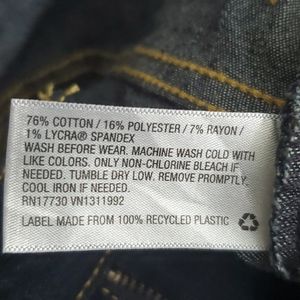 76% COTTON / 16% POLYESTER / 7% RAYON /
1% LYCRA® SPANDEX
WASH BEFORE WEAR. MACHINE WASH COLD WITH
LIKE COLORS. ONLY NON-CHLORINE BLEACH IF
NEEDED. TUMBLE DRY LOW. REMOVE PROMPTLY.
COOL IRON IF NEEDED.
RN17730 VN1311992
LABEL MADE FROM 100% RECYCLED PLASTIC